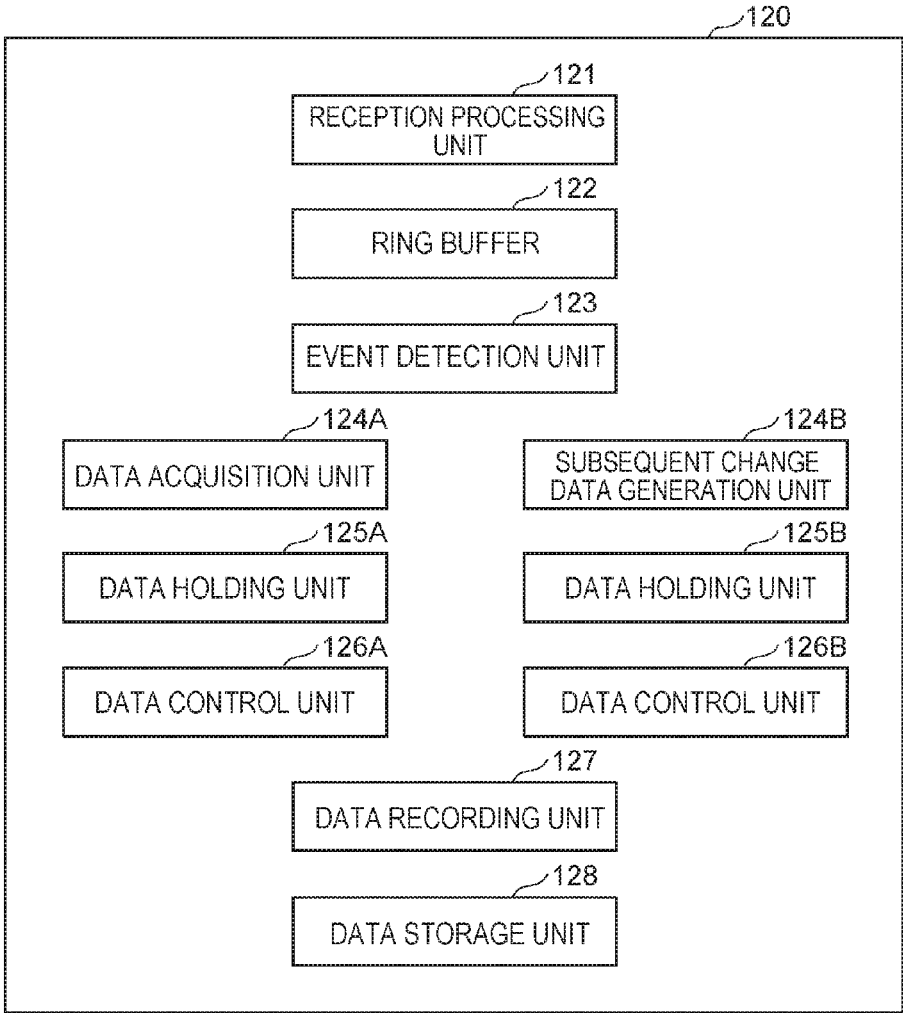 120
121
RECEPTION PROCESSING
UNIT
122
RING BUFFER
123
EVENT DETECTION UNIT
124A
DATA ACQUISITION UNIT
124B
SUBSEQUENT CHANGE
DATA GENERATION UNIT
125A
DATA HOLDING UNIT
125B
DATA HOLDING UNIT
126A
DATA CONTROL UNIT
126B
DATA CONTROL UNIT
127
DATA RECORDING UNIT
128
DATA STORAGE UNIT